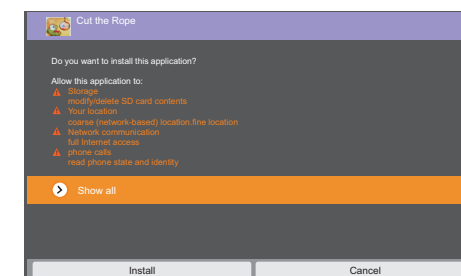 Cut the Rope
Do you want to install this application?
Allow this application to:
Storage
modify/delete SD card contents
Your location
coarse (network-based) location.fine location
Network communication
full Internet access
phone calls
read phone state and identity
Show all
Install
Cancel